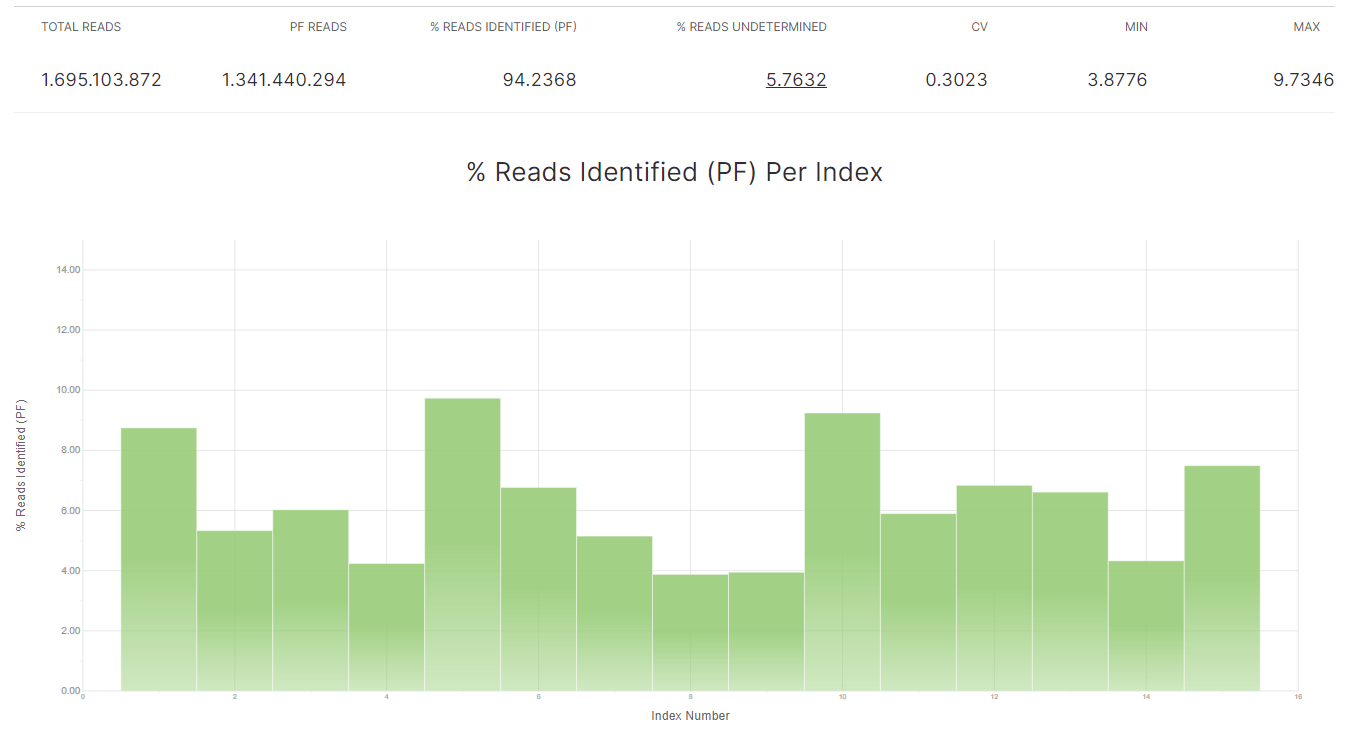 TOTAL READS PF READS % READS IDENTIFIED (PF) % READS UNDETERMINED CV MIN MAX
1.695.103.872 1.341.440.294 94.2368 5.7632 0.3023 3.8776 9.7346
% Reads Identified (PF) Per Index
14.00
12.00
10.00
8.00
6.00
4.00
2.00
0.00
% Reads Identified (PF)
0 2 4 6 8 10 12 14 16
Index Number